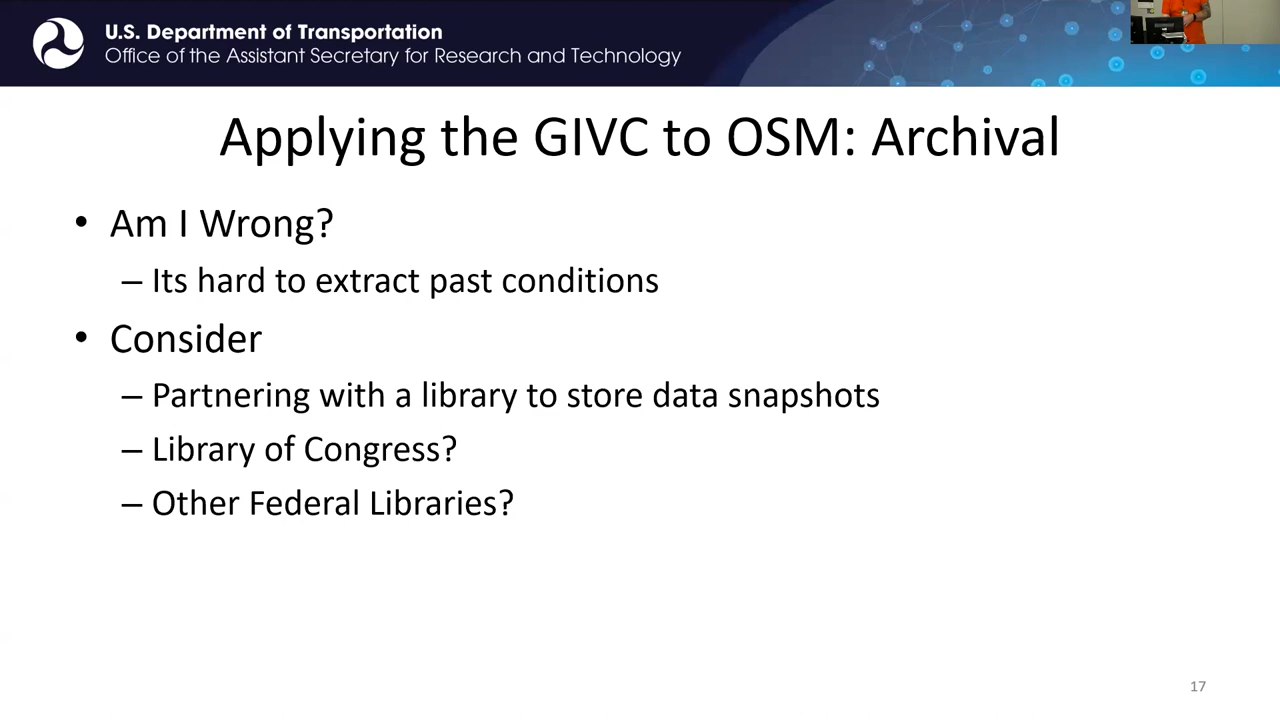 U.S. Department of Transportation
Office of the Assistant Secretary for Research and Technology
Applying the GIVC to OSM: Archival
• Am I Wrong?
– Its hard to extract past conditions
• Consider
– Partnering with a library to store data snapshots
– Library of Congress?
– Other Federal Libraries?
17